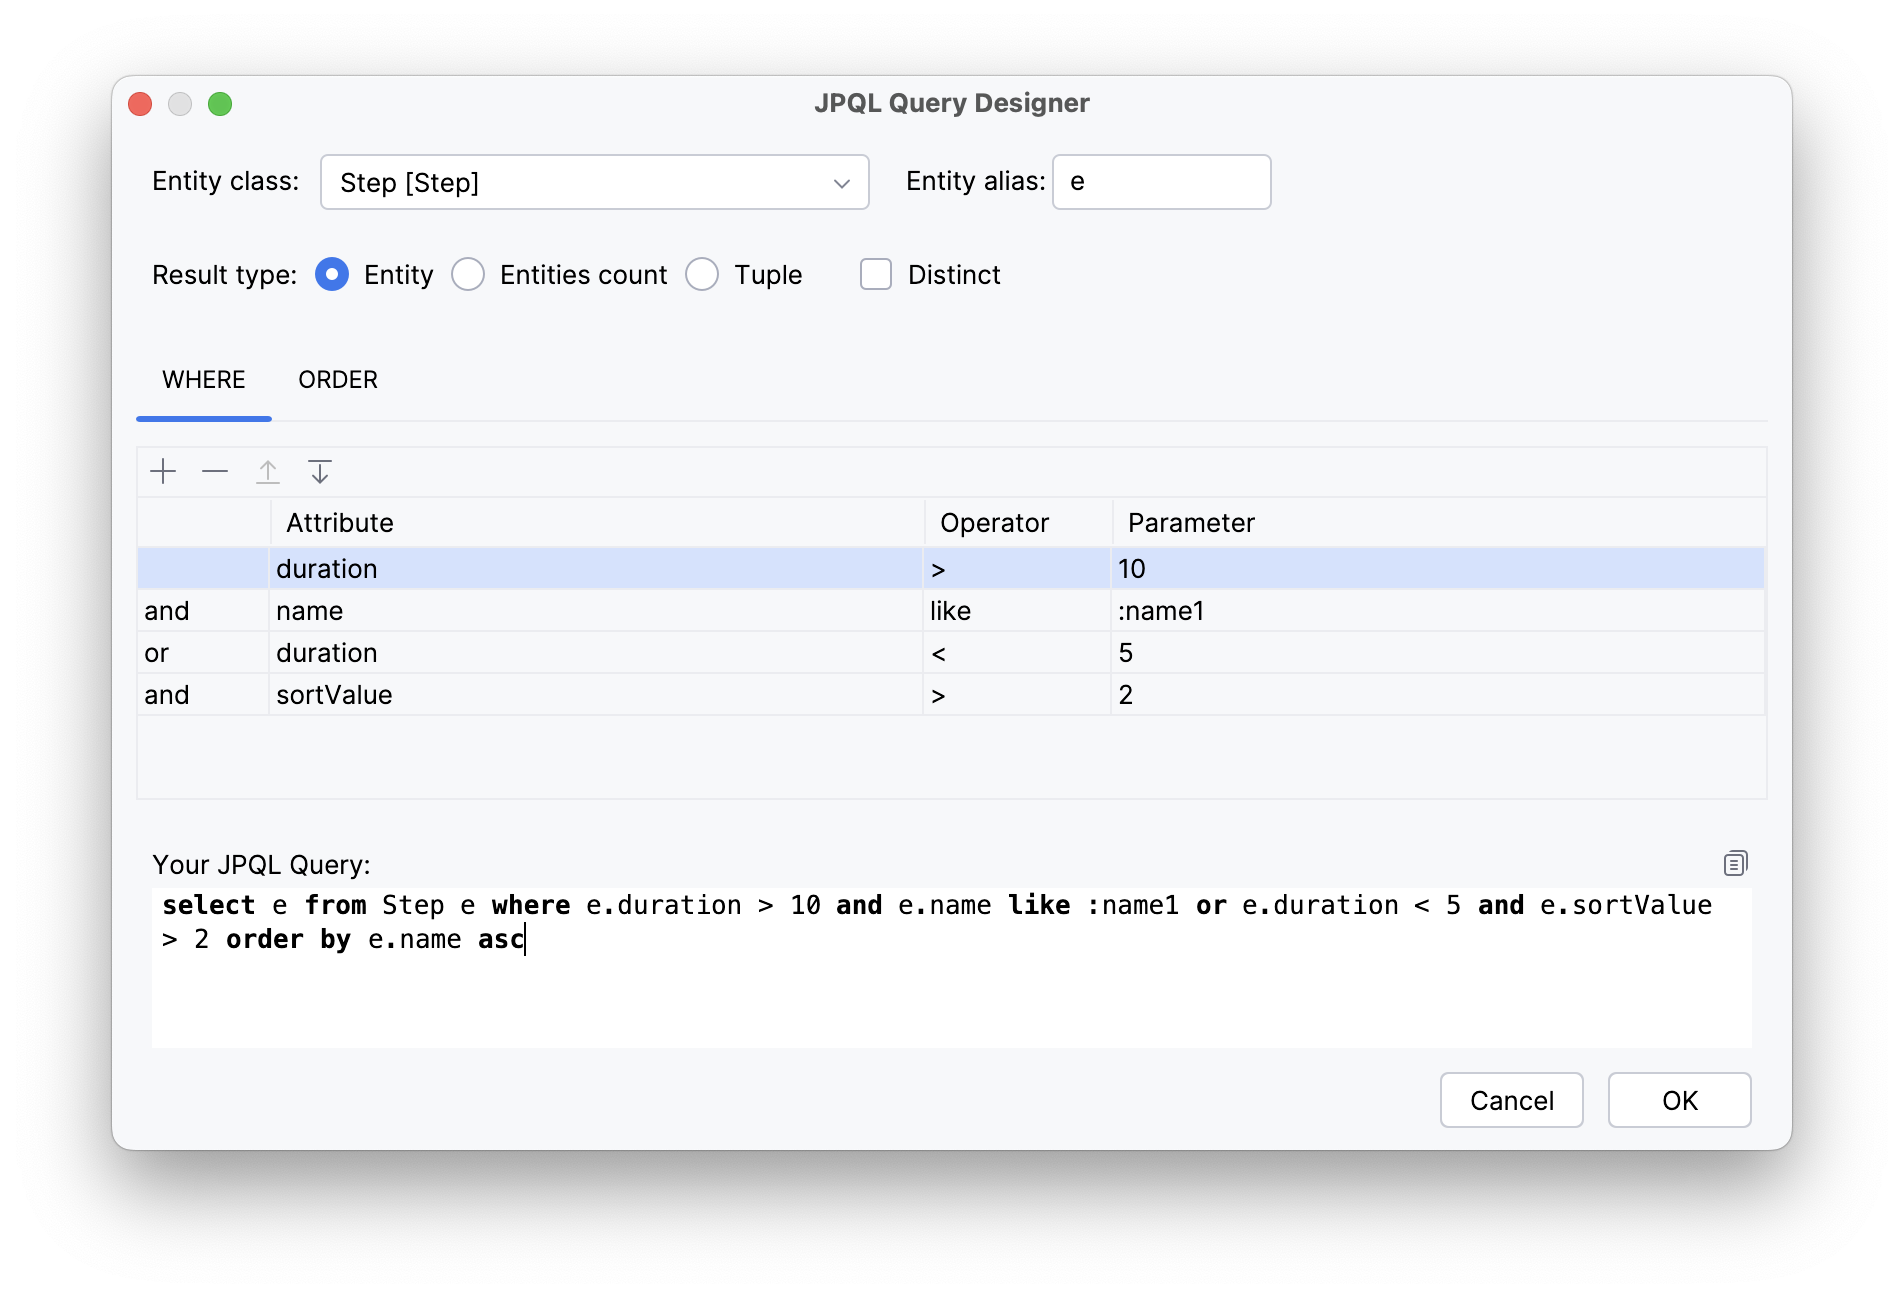 JPQL Query Designer
Entity class: Step [Step] Entity alias: e
Result type: Entity Entities count Tuple Distinct
WHERE ORDER
Attribute Operator Parameter
duration > 10
and name like :name1
or duration < 5
and sortValue > 2
Your JPQL Query:
select e from Step e where e.duration > 10 and e.name like :name1 or e.duration < 5 and e.sortValue
> 2 order by e.name asc
Cancel OK